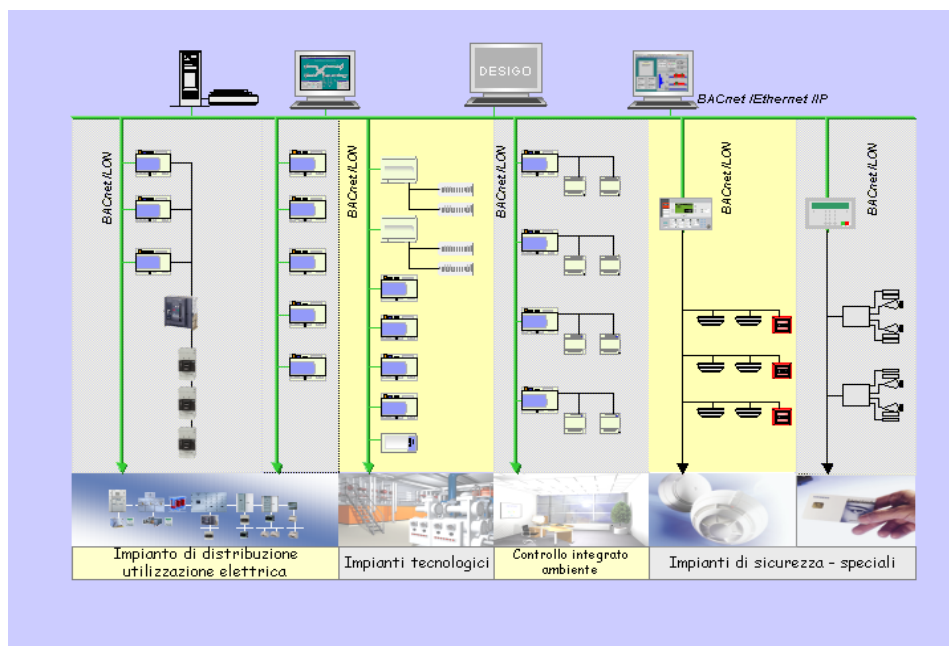 DESIGO
BACnet /Ethernet /IP
BACnet /LON
BACnet /LON
BACnet /LON
BACnet /LON
BACnet /LON
Impianto di distribuzione
utilizzazione elettrica
Impianti tecnologici
Controllo integrato
ambiente
Impianti di sicurezza - speciali